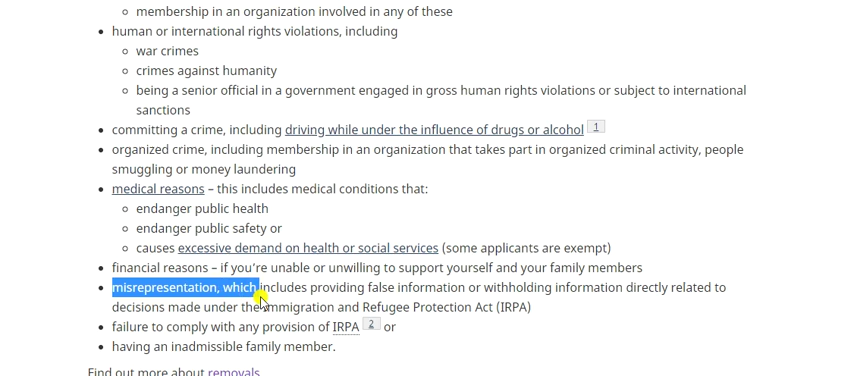 membership in an organization involved in any of these
human or international rights violations, including
war crimes
crimes against humanity
being a senior official in a government engaged in gross human rights violations or subject to international
sanctions
committing a crime, including driving while under the influence of drugs or alcohol 1
organized crime, including membership in an organization that takes part in organized criminal activity, people
smuggling or money laundering
medical reasons – this includes medical conditions that:
endanger public health
endanger public safety or
causes excessive demand on health or social services (some applicants are exempt)
financial reasons – if you're unable or unwilling to support yourself and your family members
misrepresentation, which includes providing false information or withholding information directly related to
decisions made under the Immigration and Refugee Protection Act (IRPA)
failure to comply with any provision of IRPA 2 or
having an inadmissible family member.
Find out more about removals.